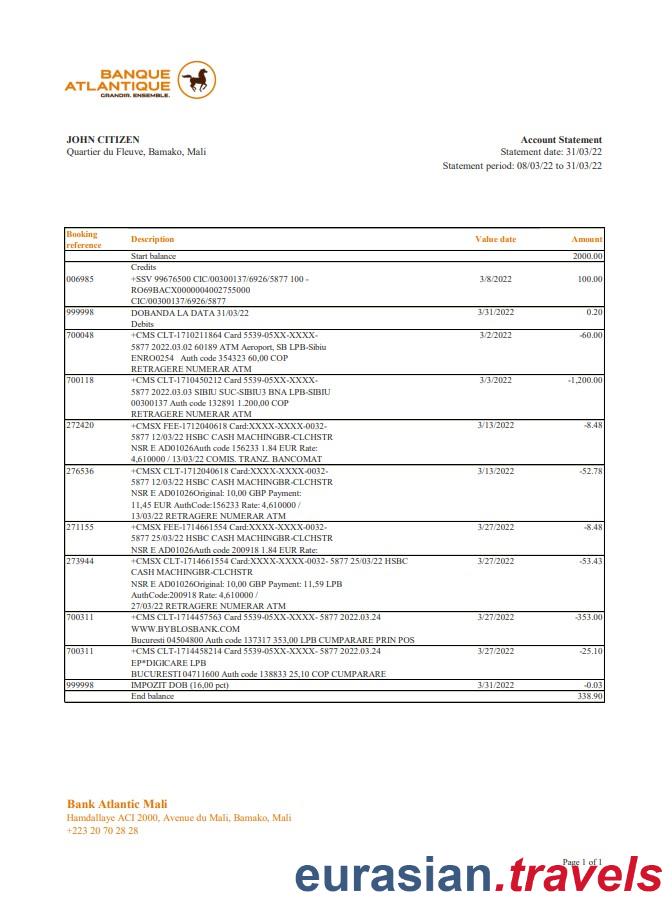 BANQUE
ATLANTIQUE
GRANDIR. ENSEMBLE.
JOHN CITIZEN
Quartier du Fleuve, Bamako, Mali
Account Statement
Statement date: 31/03/22
Statement period: 08/03/22 to 31/03/22
Booking reference Description Value date Amount
Start balance 2000.00
Credits
006985 +SSV 99676500 CIC/00300137/6926/5877 100 - 3/8/2022 100.00
RO69BACX0000004002755000
CIC/00300137/6926/5877
999998 DOBANDA LA DATA 31/03/22 3/31/2022 0.20
Debits
700048 +CMS CLT-1710211864 Card 5539-05XX-XXXX- 3/2/2022 -60.00
5877 2022.03.02 60189 ATM Aeroport, SB LPB-Sibiu
ENRO0254 Auth code 354323 60,00 COP
RETRAGERE NUMERAR ATM
700118 +CMS CLT-1710450212 Card 5539-05XX-XXXX- 3/3/2022 -1,200.00
5877 2022.03.03 SIBIU SUC-SIBIU3 BNA LPB-SIBIU
00300137 Auth code 132891 1.200,00 COP
RETRAGERE NUMERAR ATM
272420 +CMSX FEE-1712040618 Card:XXXX-XXXX-0032- 3/13/2022 -8.48
5877 12/03/22 HSBC CASH MACHINGBR-CLCHSTR
NSR E AD01026Auth code 156233 1.84 EUR Rate:
4,610000 / 13/03/22 COMIS. TRANZ. BANCOMAT
276536 +CMSX CLT-1712040618 Card:XXXX-XXXX-0032- 3/13/2022 -52.78
5877 12/03/22 HSBC CASH MACHINGBR-CLCHSTR
NSR E AD01026Original: 10,00 GBP Payment:
11,45 EUR AuthCode:156233 Rate: 4,610000 /
13/03/22 RETRAGERE NUMERAR ATM
271155 +CMSX FEE-1714661554 Card:XXXX-XXXX-0032- 3/27/2022 -8.48
5877 25/03/22 HSBC CASH MACHINGBR-CLCHSTR
NSR E AD01026Auth code 200918 1.84 EUR Rate:
273944 +CMSX CLT-1714661554 Card:XXXX-XXXX-0032- 5877 25/03/22 HSBC 3/27/2022 -53.43
CASH MACHINGBR-CLCHSTR
NSR E AD01026Original: 10,00 GBP Payment: 11,59 LPB
AuthCode:200918 Rate: 4,610000 /
27/03/22 RETRAGERE NUMERAR ATM
700311 +CMS CLT-1714457563 Card 5539-05XX-XXXX- 5877 2022.03.24 3/27/2022 -353.00
WWW.BYBLOSBANK.COM
Bucuresti 04504800 Auth code 137317 353,00 LPB CUMPARARE PRIN POS
700311 +CMS CLT-1714458214 Card 5539-05XX-XXXX- 5877 2022.03.24 3/27/2022 -25.10
EP*DIGICARE LPB
BUCURESTI04711600 Auth code 138833 25,10 COP CUMPARARE
999998 IMPOZIT DOB (16,00 pct) 3/31/2022 -0.03
End balance 338.90
Bank Atlantic Mali
Hamdallaye ACI 2000, Avenue du Mali, Bamako, Mali
+223 20 70 28 28
Page 1 of 1
eurasian.travels